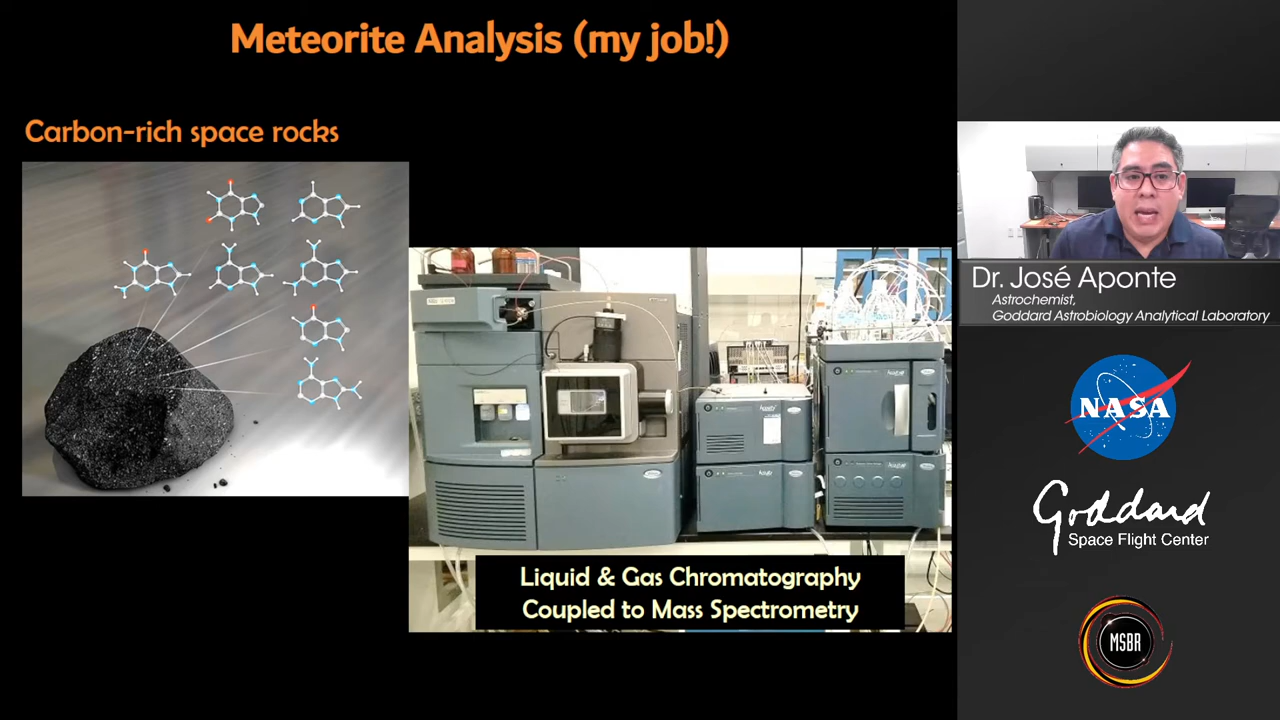 Meteorite Analysis (my job!)
Carbon-rich space rocks
Liquid & Gas Chromatography
Coupled to Mass Spectrometry
Dr. José Aponte
Astrochemist,
Goddard Astrobiology Analytical Laboratory
NASA
Goddard
Space Flight Center
MSBR